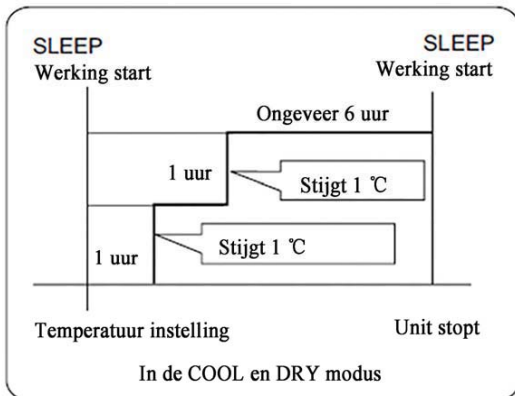 SLEEP
Werking start
SLEEP
Werking start
Ongeveer 6 uur
1 uur
Stijgt 1 ℃
1 uur
Stijgt 1 ℃
Temperatuur instelling
Unit stopt
In de COOL en DRY modus